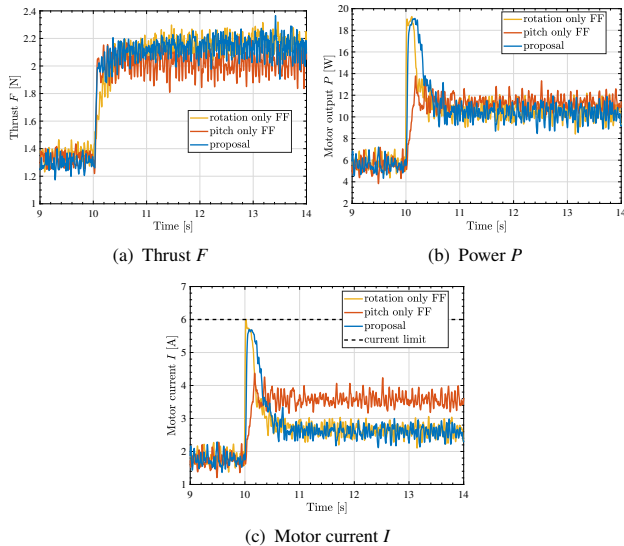 2.4
2.2
2
1.8
1.6
1.4
1.2
1
Thrust F [N]
rotation only FF
pitch only FF
proposal
9 10 11 12 13 14
Time [s]
(a) Thrust F
20
18
16
14
12
10
8
6
4
2
Motor output P [W]
rotation only FF
pitch only FF
proposal
9 10 11 12 13 14
Time [s]
(b) Power P
7
6
5
4
3
2
1
Motor current I [A]
rotation only FF
pitch only FF
proposal
current limit
9 10 11 12 13 14
Time [s]
(c) Motor current I